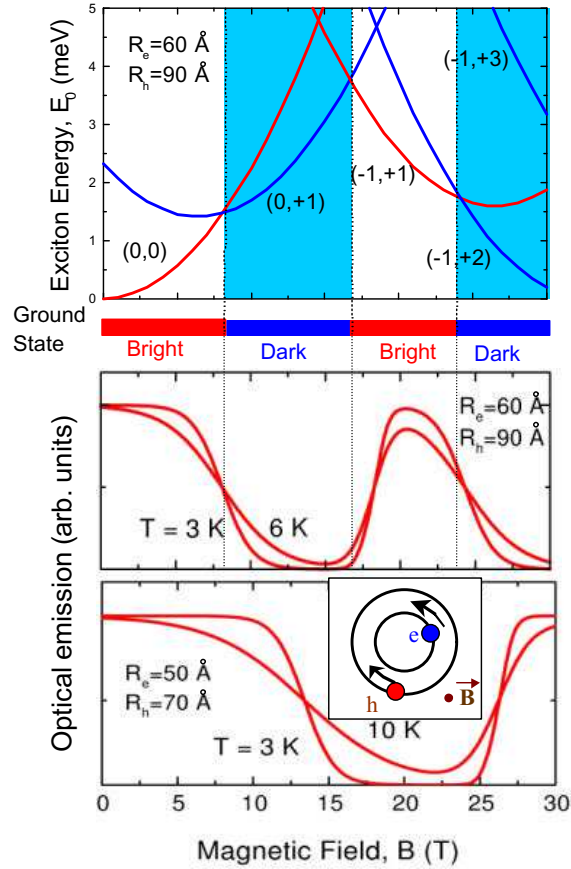 Exciton Energy, E₀ (meV)
5
4
3
2
1
0
Rₑ=60 Å
Rₕ=90 Å
(0,0)
(0,+1)
(-1,+1)
(-1,+3)
(-1,+2)
Ground
State
Bright
Dark
Bright
Dark
Optical emission (arb. units)
Rₑ=60 Å
Rₕ=90 Å
T = 3 K
6 K
Rₑ=50 Å
Rₕ=70 Å
T = 3 K
10 K
e
h
B
0
5
10
15
20
25
30
Magnetic Field, B (T)